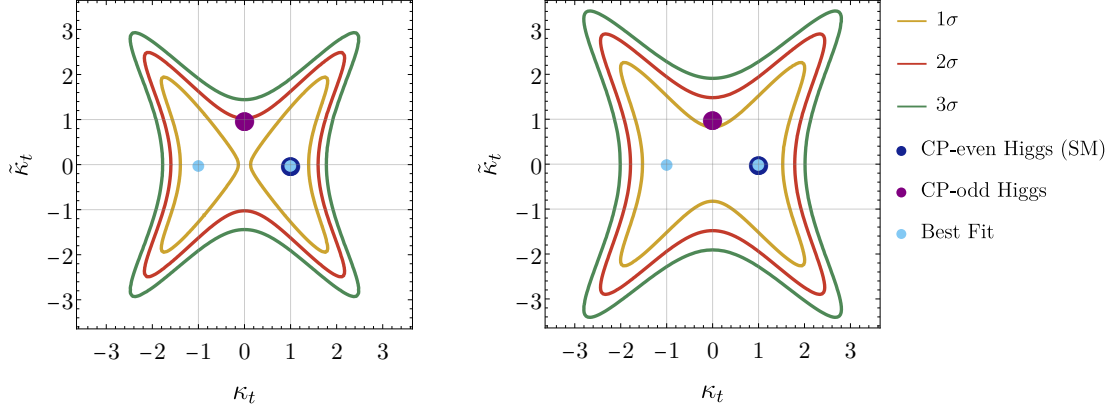 3
2
1
0
−1
−2
−3
κ̃ₜ
−3 −2 −1 0 1 2 3
κₜ
3
2
1
0
−1
−2
−3
κ̃ₜ
−3 −2 −1 0 1 2 3
κₜ
1σ
2σ
3σ
CP-even Higgs (SM)
CP-odd Higgs
Best Fit